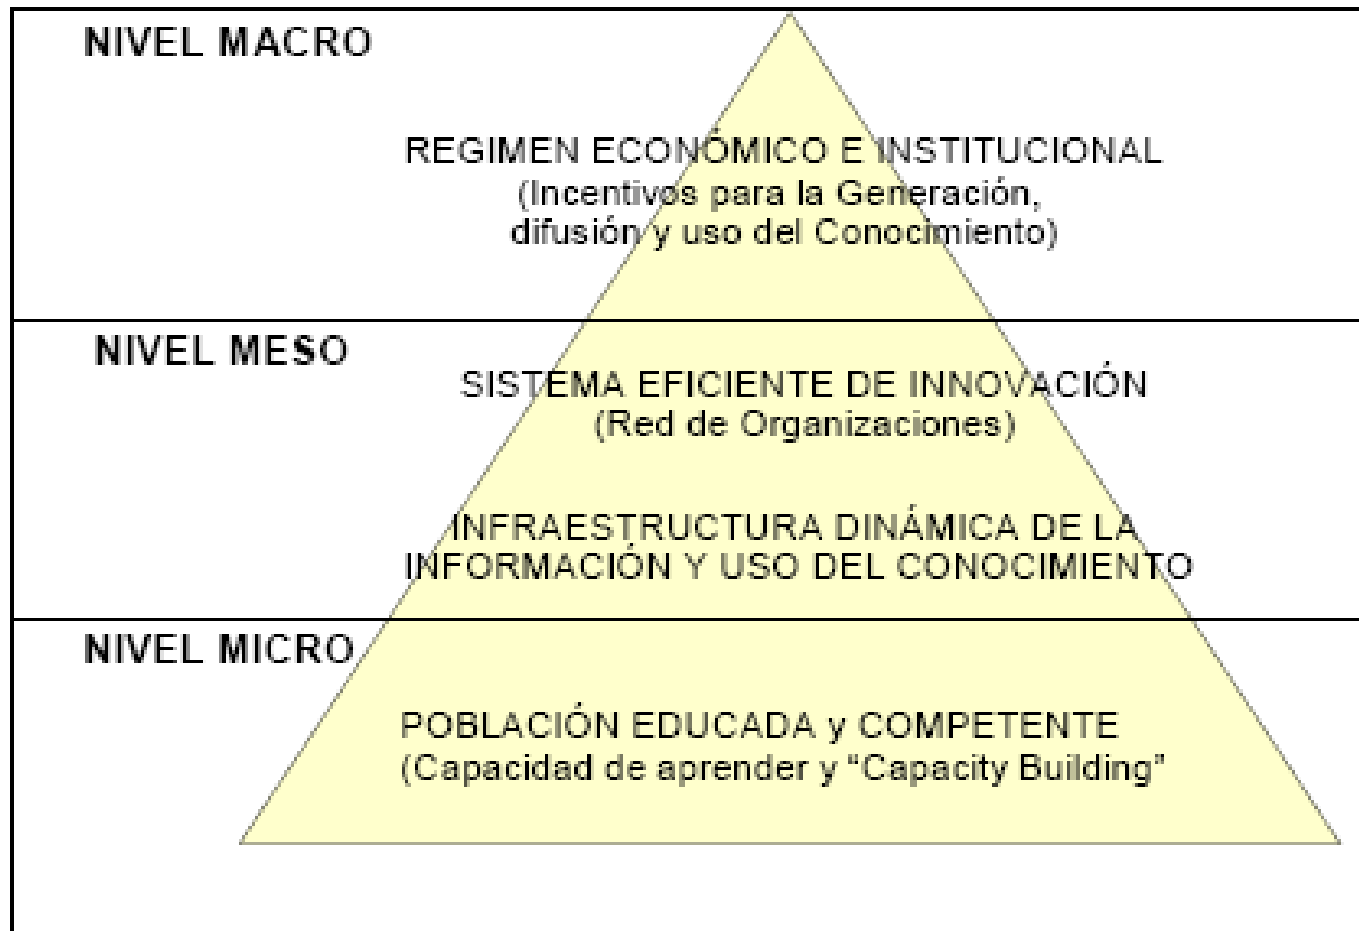 NIVEL MACRO
REGIMEN ECONÓMICO E INSTITUCIONAL
(Incentivos para la Generación,
difusión y uso del Conocimiento)
NIVEL MESO
SISTEMA EFICIENTE DE INNOVACIÓN
(Red de Organizaciones)
INFRAESTRUCTURA DINÁMICA DE LA
INFORMACIÓN Y USO DEL CONOCIMIENTO
NIVEL MICRO
POBLACIÓN EDUCADA y COMPETENTE
(Capacidad de aprender y “Capacity Building”